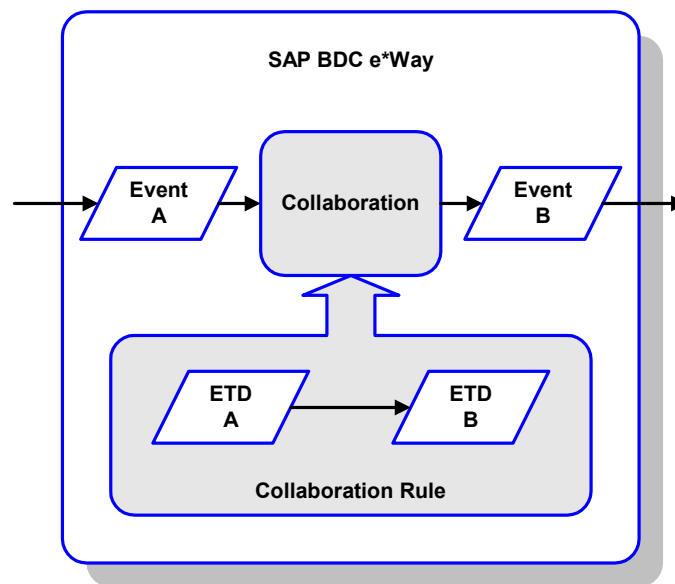 SAP BDC e*Way
Event
A
Collaboration
Event
B
ETD
A
ETD
B
Collaboration Rule